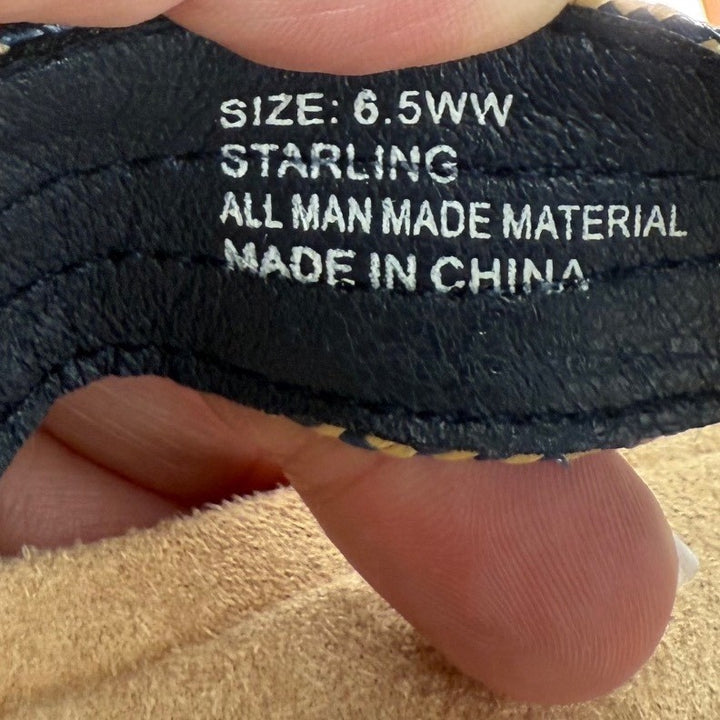 SIZE: 6.5WW
STARLING
ALL MAN MADE MATERIAL
MADE IN CHINA